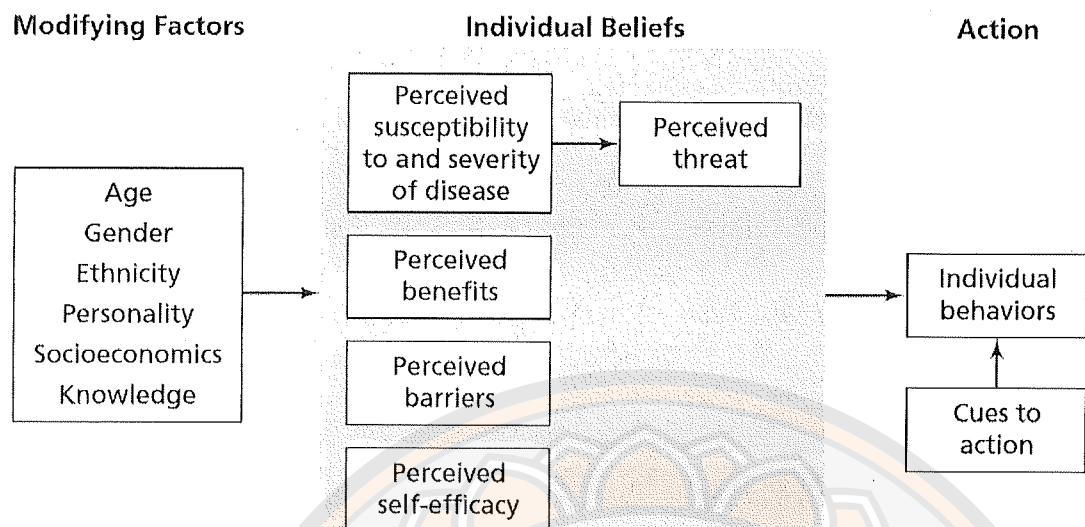 Modifying Factors
Individual Beliefs
Action
Age
Gender
Ethnicity
Personality
Socioeconomics
Knowledge
Perceived
susceptibility
to and severity
of disease
Perceived
threat
Perceived
benefits
Perceived
barriers
Perceived
self-efficacy
Individual
behaviors
Cues to
action